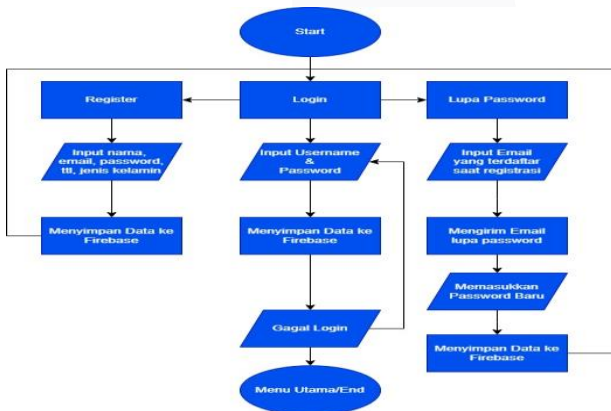 Start
Register
Login
Lupa Password
Input nama,
email, password,
ttl, jenis kelamin
Input Username
&
Password
Input Email
yang terdaftar
saat registrasi
Menyimpan Data ke
Firebase
Menyimpan Data ke
Firebase
Mengirim Email
lupa password
Memasukkan
Password Baru
Gagal Login
Menyimpan Data ke
Firebase
Menu Utama/End